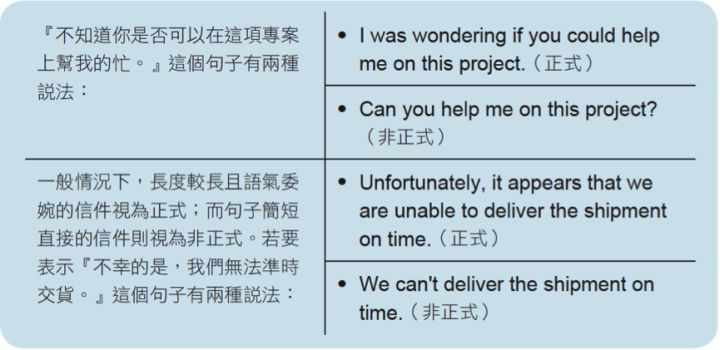 『不知道你是否可以在這項專案
上幫我的忙。』這個句子有兩種
說法：
• I was wondering if you could help
me on this project.（正式）
• Can you help me on this project?
（非正式）
一般情況下，長度較長且語氣委
婉的信件視為正式；而句子簡短
直接的信件則視為非正式。若要
表示『不幸的是，我們無法準時
交貨。』這個句子有兩種說法：
• Unfortunately, it appears that we
are unable to deliver the shipment
on time.（正式）
• We can't deliver the shipment on
time.（非正式）